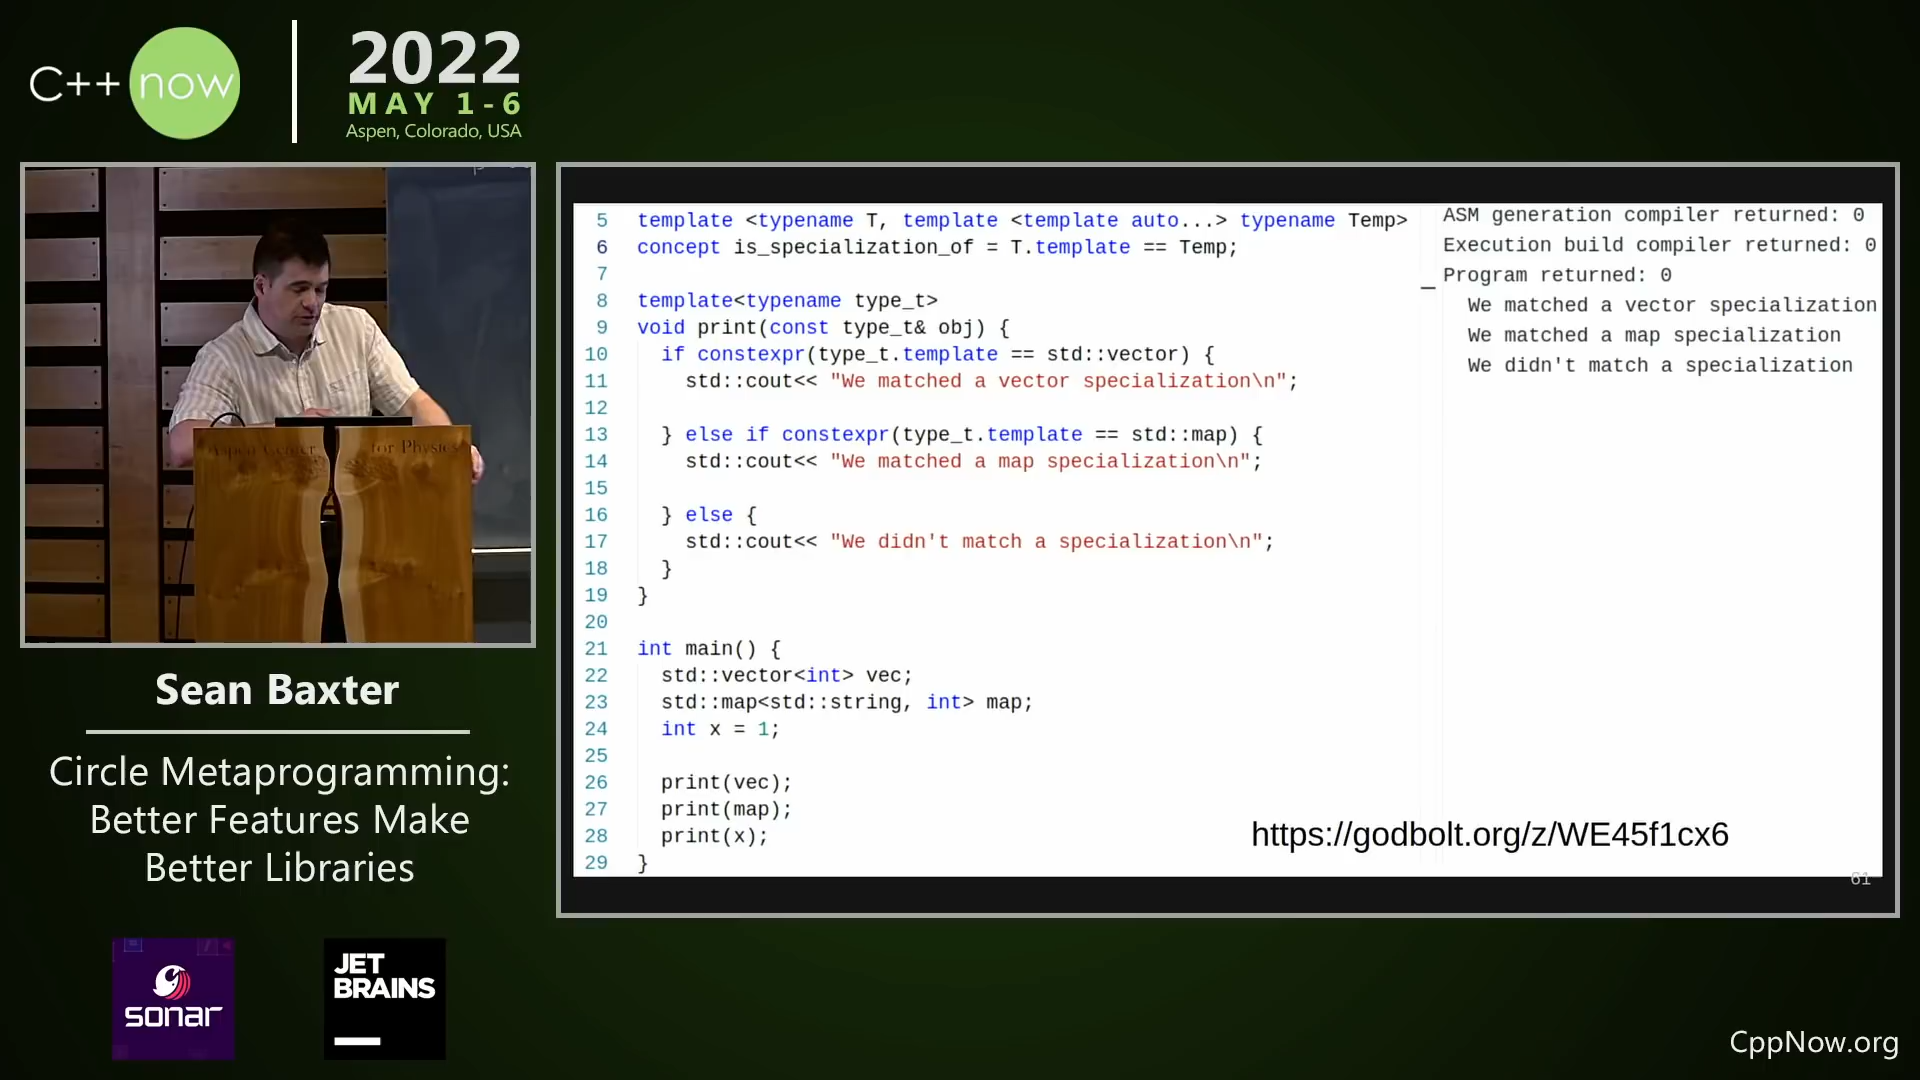 C++ now
2022
MAY 1-6
Aspen, Colorado, USA
Aspen Center for Physics
Sean Baxter
Circle Metaprogramming:
Better Features Make
Better Libraries
sonar
JET
BRAINS
5 template <typename T, template <template auto...> typename Temp>
6 concept is_specialization_of = T.template == Temp;
7
8 template<typename type_t>
9 void print(const type_t& obj) {
10 if constexpr(type_t.template == std::vector) {
11 std::cout<< "We matched a vector specialization\n";
12
13 } else if constexpr(type_t.template == std::map) {
14 std::cout<< "We matched a map specialization\n";
15
16 } else {
17 std::cout<< "We didn't match a specialization\n";
18 }
19 }
20
21 int main() {
22 std::vector<int> vec;
23 std::map<std::string, int> map;
24 int x = 1;
25
26 print(vec);
27 print(map);
28 print(x);
29 }
ASM generation compiler returned: 0
Execution build compiler returned: 0
Program returned: 0
We matched a vector specialization
We matched a map specialization
We didn't match a specialization
https://godbolt.org/z/WE45f1cx6
61
CppNow.org